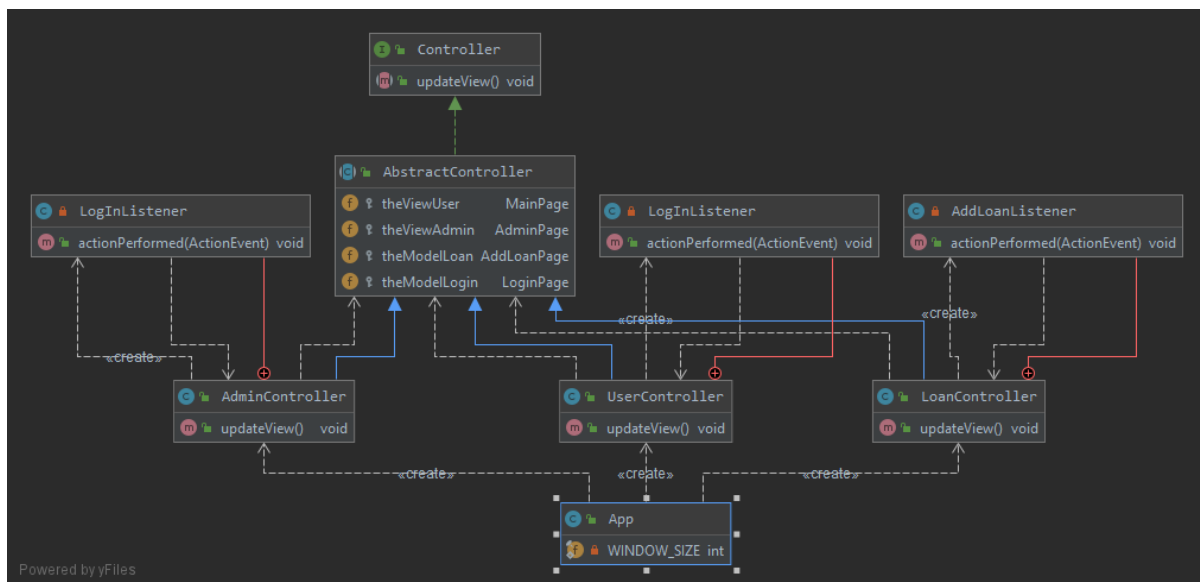 Controller
updateView() void
AbstractController
theViewUser MainPage
theViewAdmin AdminPage
theModelLoan AddLoanPage
theModelLogin LoginPage
LogInListener
actionPerformed(ActionEvent) void
LogInListener
actionPerformed(ActionEvent) void
AddLoanListener
actionPerformed(ActionEvent) void
«create»
«create»
«create»
AdminController
updateView() void
UserController
updateView() void
LoanController
updateView() void
«create»
«create»
«create»
App
WINDOW_SIZE int
Powered by yFiles